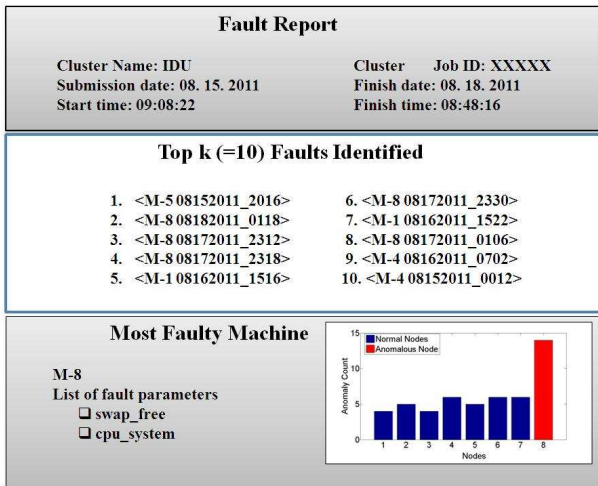 Fault Report
Cluster Name: IDU
Submission date: 08. 15. 2011
Start time: 09:08:22
Cluster Job ID: XXXXX
Finish date: 08. 18. 2011
Finish time: 08:48:16
Top k (=10) Faults Identified
1. <M-5 08152011_2016>
2. <M-8 08182011_0118>
3. <M-8 08172011_2312>
4. <M-8 08172011_2318>
5. <M-1 08162011_1516>
6. <M-8 08172011_2330>
7. <M-1 08162011_1522>
8. <M-8 08172011_0106>
9. <M-4 08162011_0702>
10. <M-4 08152011_0012>
Most Faulty Machine
M-8
List of fault parameters
❑ swap_free
❑ cpu_system
Normal Nodes
Anomalous Node
Anomaly Count
15
10
5
0
1 2 3 4 5 6 7 8
Nodes